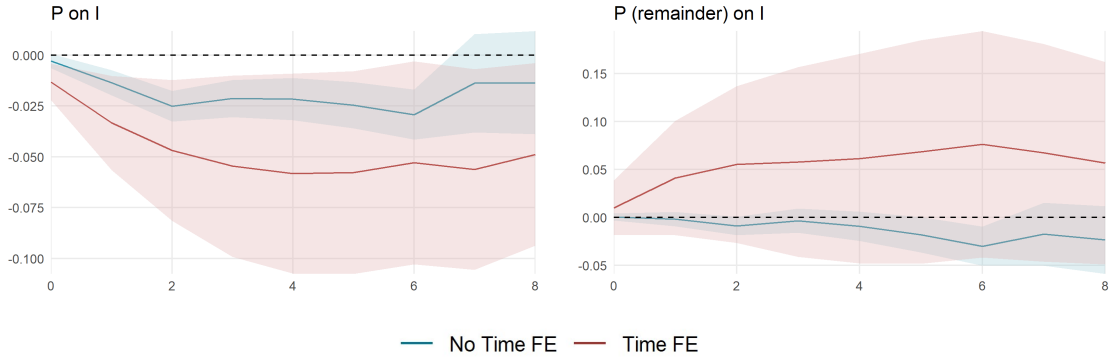 P on I
0.000
-0.025
-0.050
-0.075
-0.100
0 2 4 6 8
P (remainder) on I
0.15
0.10
0.05
0.00
-0.05
0 2 4 6 8
No Time FE Time FE